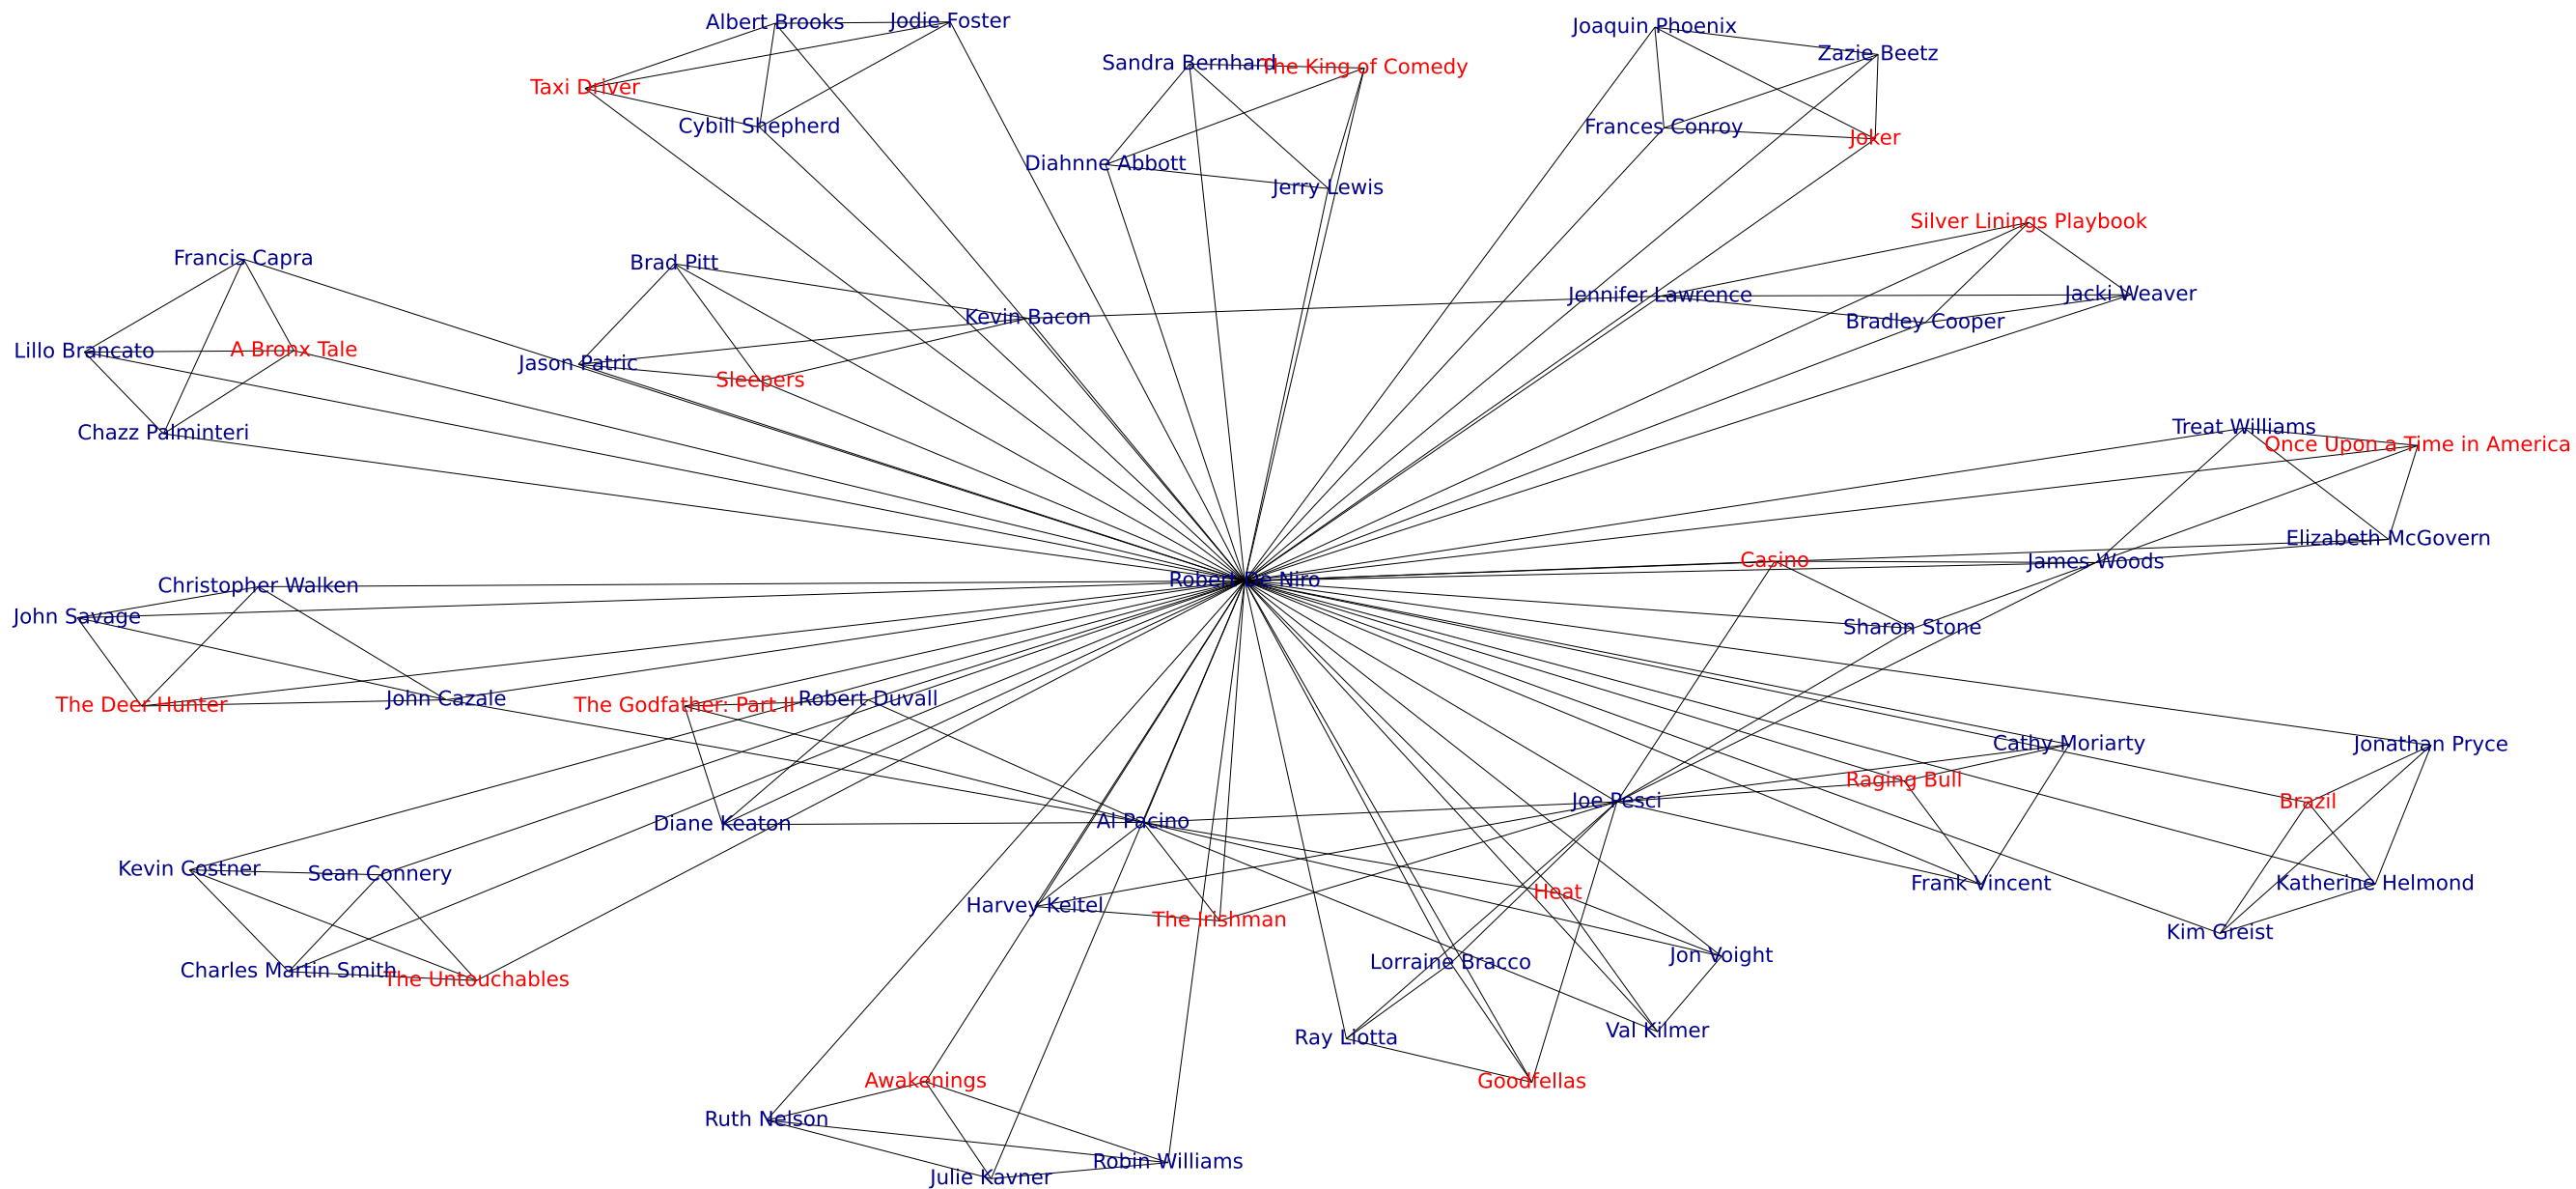 Albert Brooks
Jodie Foster
Joaquin Phoenix
Zazie Beetz
Sandra Bernhard
The King of Comedy
Taxi Driver
Cybill Shepherd
Frances Conroy
Joker
Diahnne Abbott
Jerry Lewis
Silver Linings Playbook
Francis Capra
Brad Pitt
Jennifer Lawrence
Jacki Weaver
Kevin Bacon
Bradley Cooper
Lillo Brancato
A Bronx Tale
Jason Patric
Sleepers
Chazz Palminteri
Treat Williams
Once Upon a Time in America
Elizabeth McGovern
Casino
James Woods
Christopher Walken
Robert De Niro
John Savage
Sharon Stone
The Deer Hunter
John Cazale
The Godfather: Part II
Robert Duvall
Cathy Moriarty
Jonathan Pryce
Raging Bull
Joe Pesci
Brazil
Diane Keaton
Al Pacino
Kevin Costner
Sean Connery
Frank Vincent
Katherine Helmond
Heat
Harvey Keitel
The Irishman
Kim Greist
Charles Martin Smith
The Untouchables
Lorraine Bracco
Jon Voight
Ray Liotta
Val Kilmer
Awakenings
Goodfellas
Ruth Nelson
Robin Williams
Julie Kavner